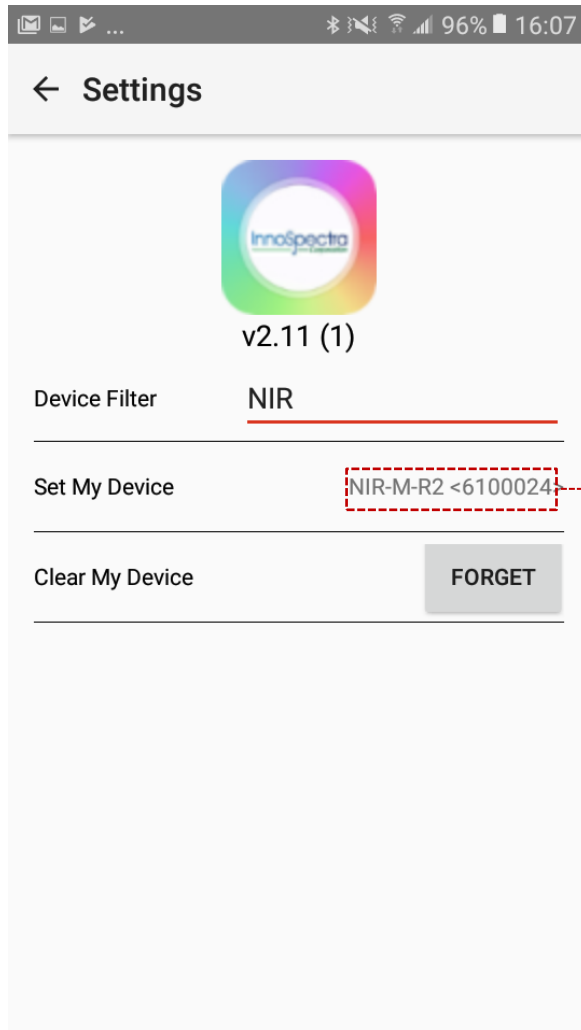 ... 96% 16:07
Settings
InnoSpectra
Corporation
v2.11 (1)
Device Filter NIR
Set My Device NIR-M-R2 <6100024>
Clear My Device FORGET